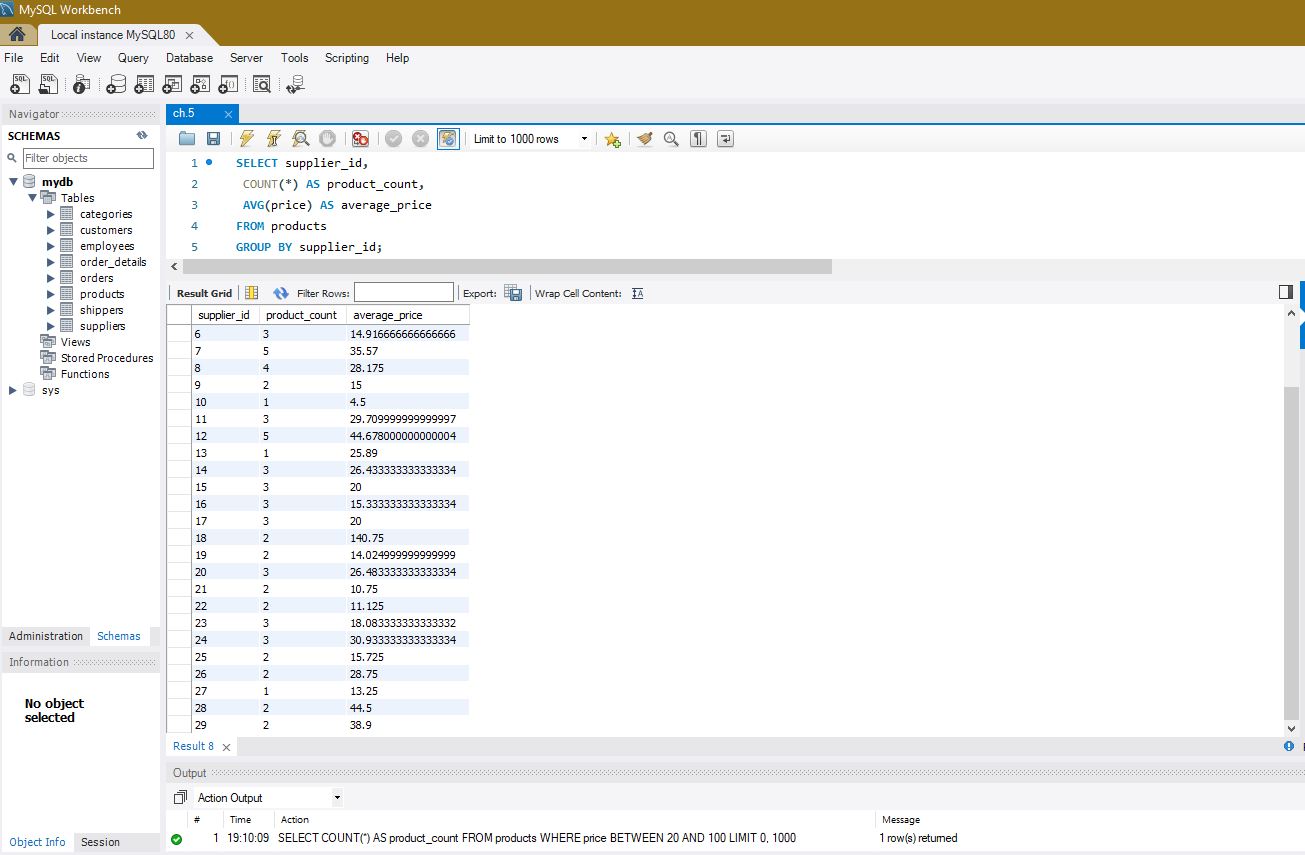 MySQL Workbench
Local instance MySQL80
File Edit View Query Database Server Tools Scripting Help
Navigator
SCHEMAS
Filter objects
mydb
Tables
categories
customers
employees
order_details
orders
products
shippers
suppliers
Views
Stored Procedures
Functions
sys
Administration Schemas
Information
No object
selected
Object Info Session
ch.5
Limit to 1000 rows
1 SELECT supplier_id,
2 COUNT(*) AS product_count,
3 AVG(price) AS average_price
4 FROM products
5 GROUP BY supplier_id;
Result Grid Filter Rows: Export: Wrap Cell Content:
supplier_id product_count average_price
6 3 14.916666666666666
7 5 35.57
8 4 28.175
9 2 15
10 1 4.5
11 3 29.709999999999997
12 5 44.678000000000004
13 1 25.89
14 3 26.433333333333334
15 3 20
16 3 15.333333333333334
17 3 20
18 2 140.75
19 2 14.024999999999999
20 3 26.483333333333334
21 2 10.75
22 2 11.125
23 3 18.083333333333332
24 3 30.933333333333334
25 2 15.725
26 2 28.75
27 1 13.25
28 2 44.5
29 2 38.9
Result 8
Output
Action Output
# Time Action Message
1 19:10:09 SELECT COUNT(*) AS product_count FROM products WHERE price BETWEEN 20 AND 100 LIMIT 0, 1000 1 row(s) returned